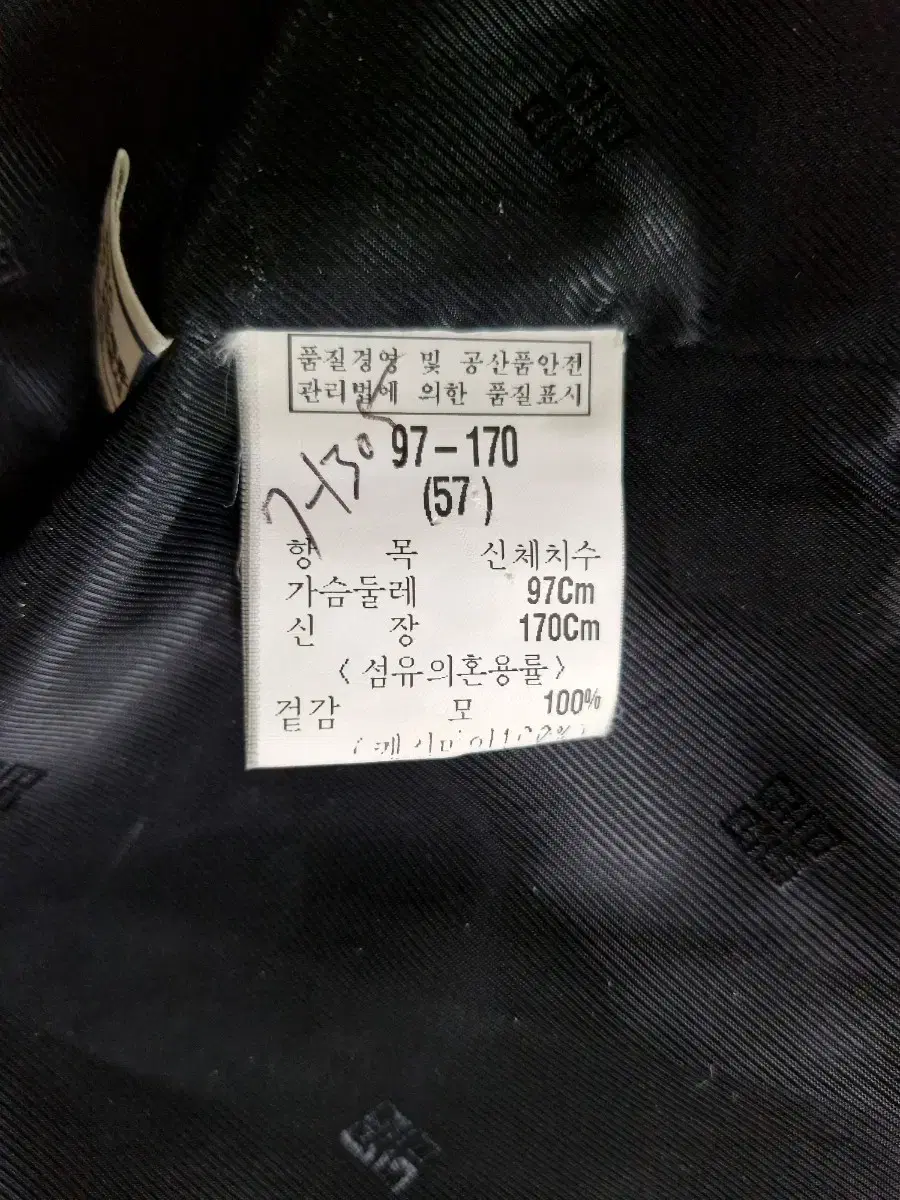 품질경영 및 공산품안전
관리법에 의한 품질표시
97-170
(57)
항 목 신체치수
가슴둘레 97Cm
신 장 170Cm
<섬유의혼용률>
겉감 모 100%